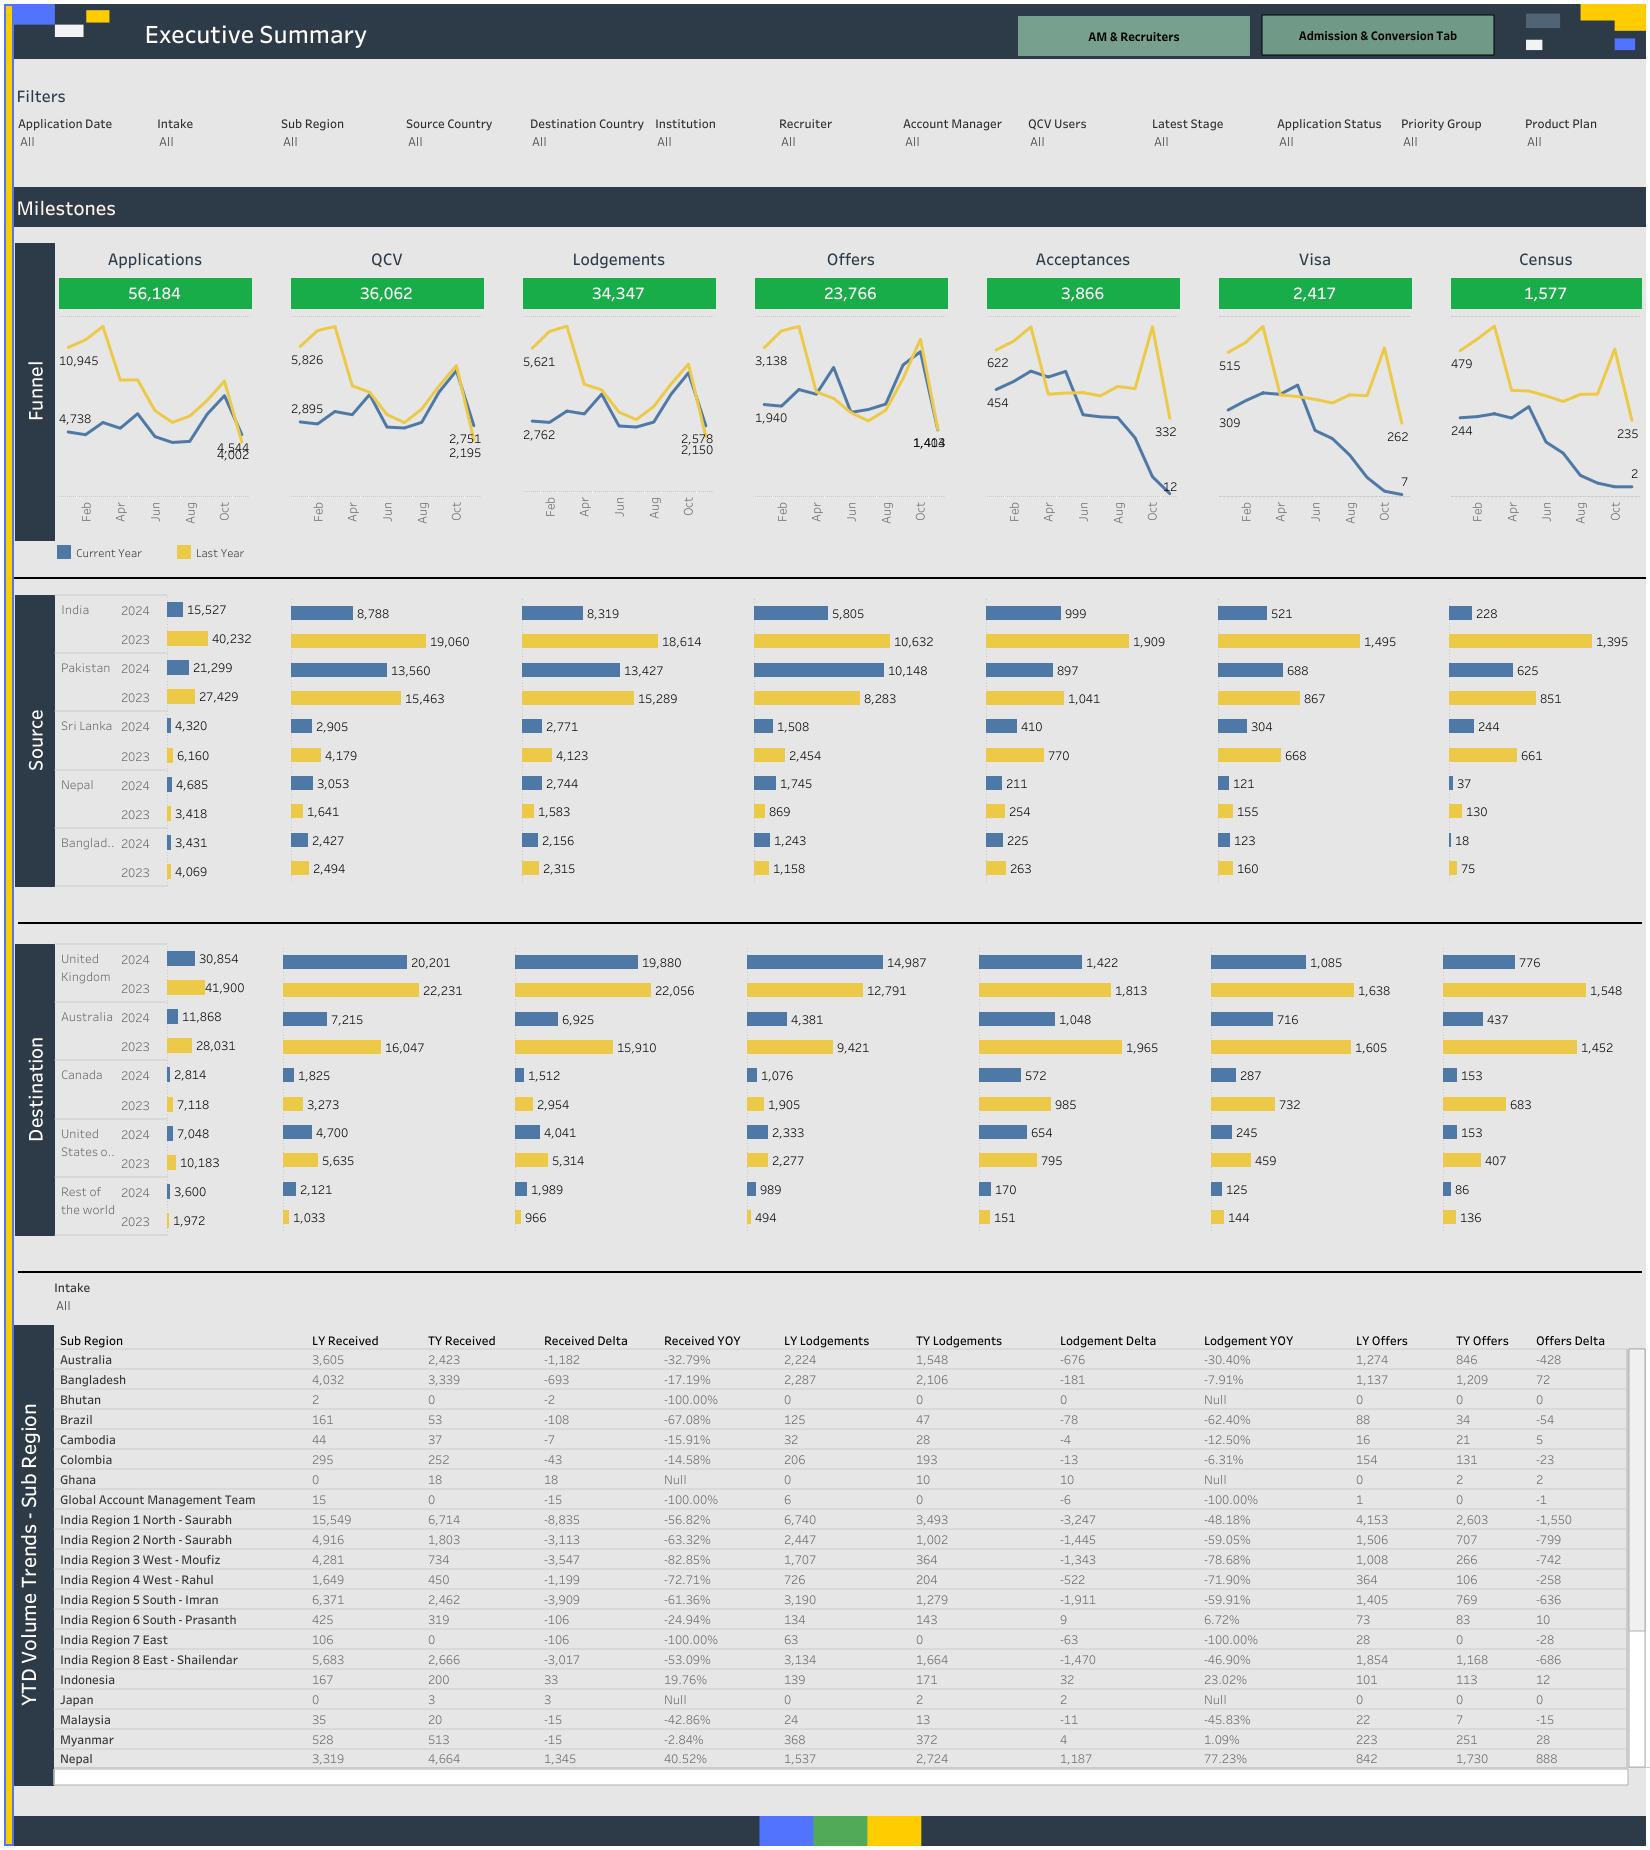 Executive Summary
AM & Recruiters
Admission & Conversion Tab
Filters
Application Date Intake Sub Region Source Country Destination Country Institution Recruiter Account Manager QCV Users Latest Stage Application Status Priority Group Product Plan
All All All All All All All All All All All All All
Milestones
Funnel
Applications QCV Lodgements Offers Acceptances Visa Census
56,184 36,062 34,347 23,766 3,866 2,417 1,577
10,945 4,738 4,544 4,002
5,826 2,895 2,751 2,195
5,621 2,762 2,578 2,150
3,138 1,940
622 454 332 12
515 309 262 7
479 244 235 2
Feb Apr Jun Aug Oct Feb Apr Jun Aug Oct Feb Apr Jun Aug Oct Feb Apr Jun Aug Oct Feb Apr Jun Aug Oct Feb Apr Jun Aug Oct Feb Apr Jun Aug Oct
Current Year Last Year
Source
India 2024 15,527 8,788 8,319 5,805 999 521 228
2023 40,232 19,060 18,614 10,632 1,909 1,495 1,395
Pakistan 2024 21,299 13,560 13,427 10,148 897 688 625
2023 27,429 15,463 15,289 8,283 1,041 867 851
Sri Lanka 2024 4,320 2,905 2,771 1,508 410 304 244
2023 6,160 4,179 4,123 2,454 770 668 661
Nepal 2024 4,685 3,053 2,744 1,745 211 121 37
2023 3,418 1,641 1,583 869 254 155 130
Banglad.. 2024 3,431 2,427 2,156 1,243 225 123 18
2023 4,069 2,494 2,315 1,158 263 160 75
Destination
United Kingdom 2024 30,854 20,201 19,880 14,987 1,422 1,085 776
2023 41,900 22,231 22,056 12,791 1,813 1,638 1,548
Australia 2024 11,868 7,215 6,925 4,381 1,048 716 437
2023 28,031 16,047 15,910 9,421 1,965 1,605 1,452
Canada 2024 2,814 1,825 1,512 1,076 572 287 153
2023 7,118 3,273 2,954 1,905 985 732 683
United States o.. 2024 7,048 4,700 4,041 2,333 654 245 153
2023 10,183 5,635 5,314 2,277 795 459 407
Rest of the world 2024 3,600 2,121 1,989 989 170 125 86
2023 1,972 1,033 966 494 151 144 136
Intake
All
YTD Volume Trends - Sub Region
Sub Region LY Received TY Received Received Delta Received YOY LY Lodgements TY Lodgements Lodgement Delta Lodgement YOY LY Offers TY Offers Offers Delta
Australia 3,605 2,423 -1,182 -32.79% 2,224 1,548 -676 -30.40% 1,274 846 -428
Bangladesh 4,032 3,339 -693 -17.19% 2,287 2,106 -181 -7.91% 1,137 1,209 72
Bhutan 2 0 -2 -100.00% 0 0 0 Null 0 0 0
Brazil 161 53 -108 -67.08% 125 47 -78 -62.40% 88 34 -54
Cambodia 44 37 -7 -15.91% 32 28 -4 -12.50% 16 21 5
Colombia 295 252 -43 -14.58% 206 193 -13 -6.31% 154 131 -23
Ghana 0 18 18 Null 0 10 10 Null 0 2 2
Global Account Management Team 15 0 -15 -100.00% 6 0 -6 -100.00% 1 0 -1
India Region 1 North - Saurabh 15,549 6,714 -8,835 -56.82% 6,740 3,493 -3,247 -48.18% 4,153 2,603 -1,550
India Region 2 North - Saurabh 4,916 1,803 -3,113 -63.32% 2,447 1,002 -1,445 -59.05% 1,506 707 -799
India Region 3 West - Moufiz 4,281 734 -3,547 -82.85% 1,707 364 -1,343 -78.68% 1,008 266 -742
India Region 4 West - Rahul 1,649 450 -1,199 -72.71% 726 204 -522 -71.90% 364 106 -258
India Region 5 South - Imran 6,371 2,462 -3,909 -61.36% 3,190 1,279 -1,911 -59.91% 1,405 769 -636
India Region 6 South - Prasanth 425 319 -106 -24.94% 134 143 9 6.72% 73 83 10
India Region 7 East 106 0 -106 -100.00% 63 0 -63 -100.00% 28 0 -28
India Region 8 East - Shailendar 5,683 2,666 -3,017 -53.09% 3,134 1,664 -1,470 -46.90% 1,854 1,168 -686
Indonesia 167 200 33 19.76% 139 171 32 23.02% 101 113 12
Japan 0 3 3 Null 0 2 2 Null 0 0 0
Malaysia 35 20 -15 -42.86% 24 13 -11 -45.83% 22 7 -15
Myanmar 528 513 -15 -2.84% 368 372 4 1.09% 223 251 28
Nepal 3,319 4,664 1,345 40.52% 1,537 2,724 1,187 77.23% 842 1,730 888